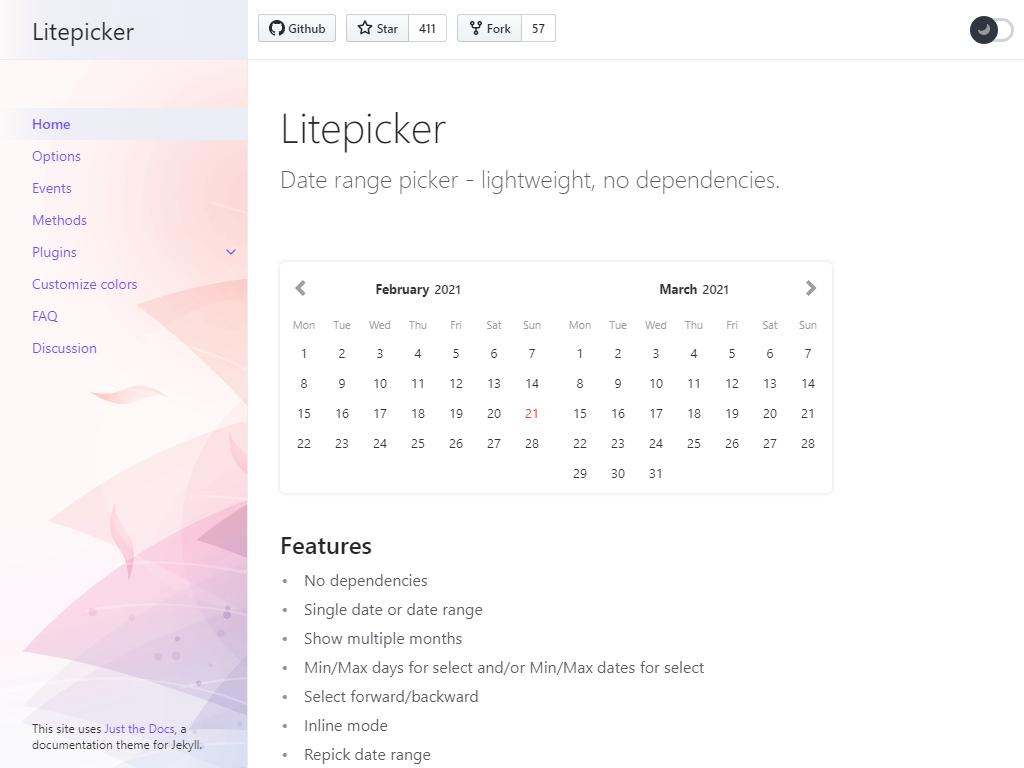 Litepicker
Github
Star 411
Fork 57
Home
Options
Events
Methods
Plugins
Customize colors
FAQ
Discussion
This site uses Just the Docs, a
documentation theme for Jekyll.
Litepicker
Date range picker - lightweight, no dependencies.
February 2021
Mon Tue Wed Thu Fri Sat Sun
1 2 3 4 5 6 7
8 9 10 11 12 13 14
15 16 17 18 19 20 21
22 23 24 25 26 27 28
March 2021
Mon Tue Wed Thu Fri Sat Sun
1 2 3 4 5 6 7
8 9 10 11 12 13 14
15 16 17 18 19 20 21
22 23 24 25 26 27 28
29 30 31
Features
• No dependencies
• Single date or date range
• Show multiple months
• Min/Max days for select and/or Min/Max dates for select
• Select forward/backward
• Inline mode
• Repick date range